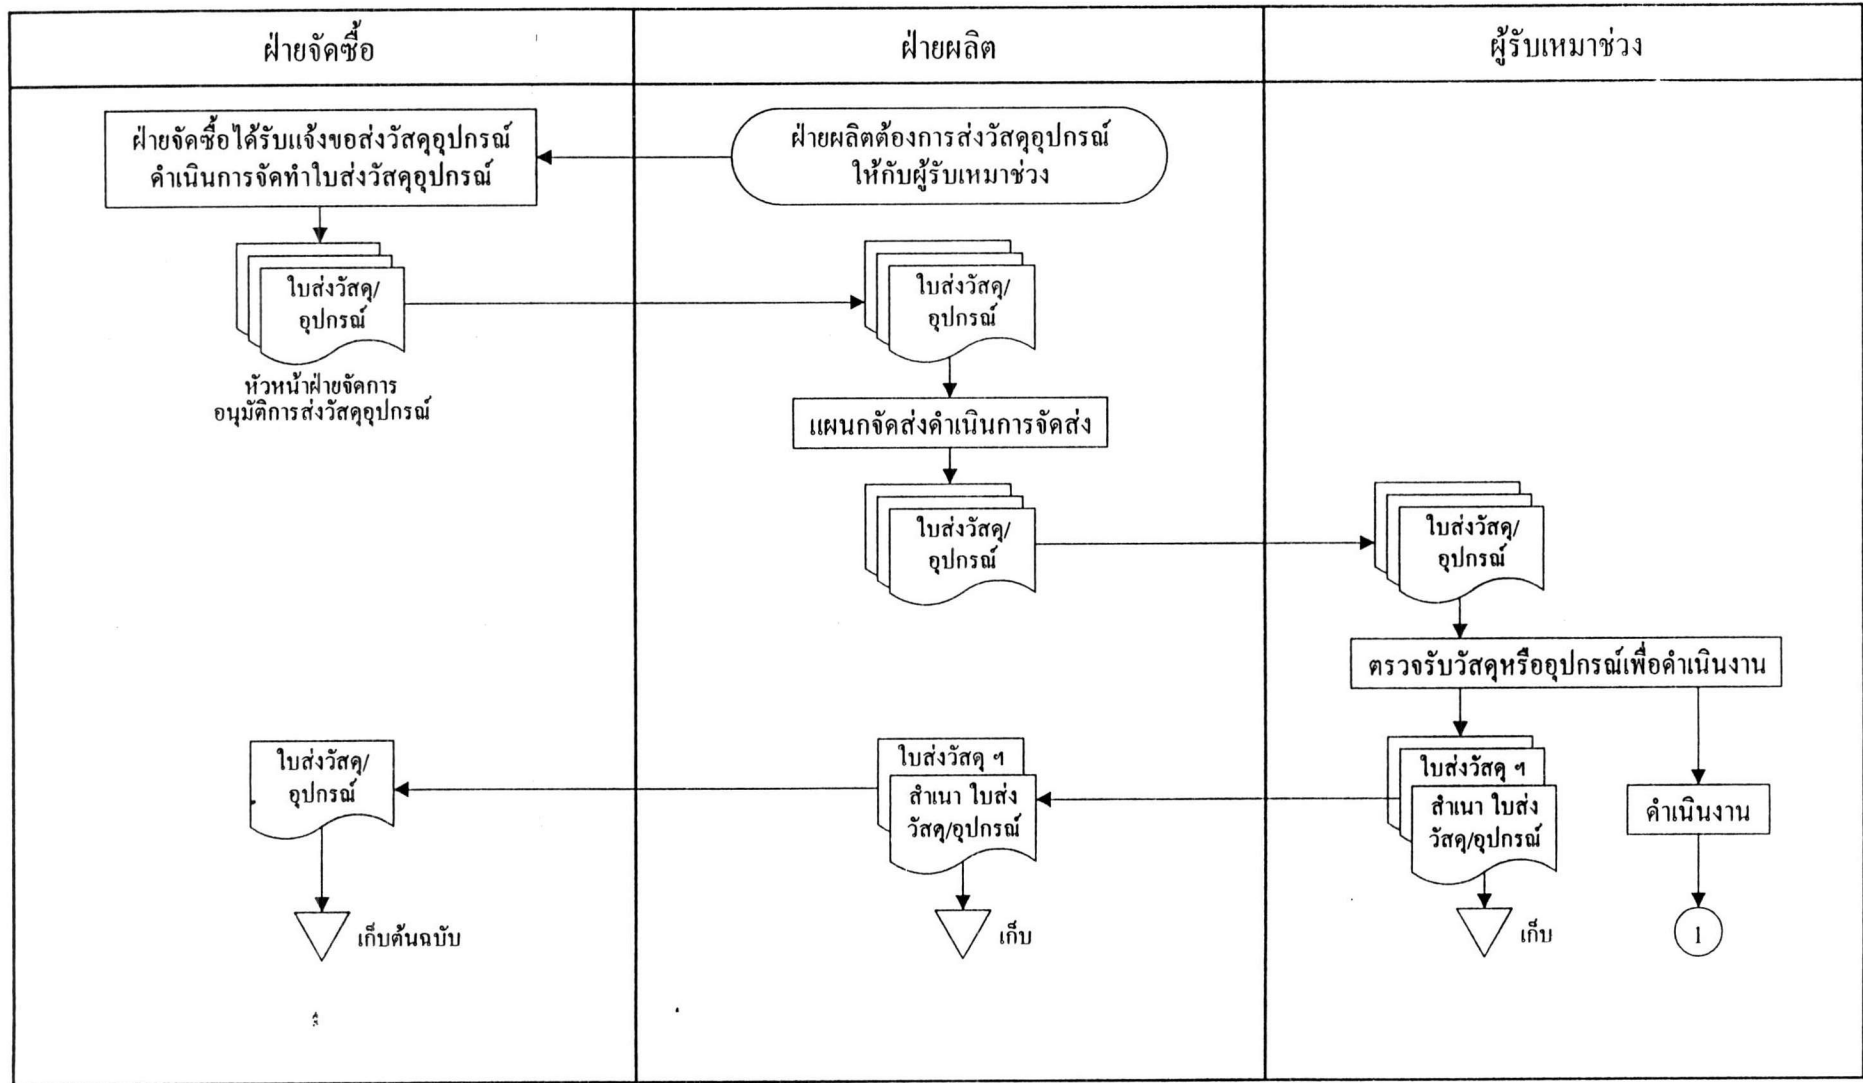 ฝ่ายจัดซื้อ
ฝ่ายผลิต
ผู้รับเหมาช่วง
ฝ่ายจัดซื้อได้รับแจ้งขอส่งวัสดุอุปกรณ์
ดำเนินการจัดทำใบส่งวัสดุอุปกรณ์
ฝ่ายผลิตต้องการส่งวัสดุอุปกรณ์
ให้กับผู้รับเหมาช่วง
ใบส่งวัสดุ/
อุปกรณ์
ใบส่งวัสดุ/
อุปกรณ์
หัวหน้าฝ่ายจัดการ
อนุมัติการส่งวัสดุอุปกรณ์
แผนกจัดส่งดำเนินการจัดส่ง
ใบส่งวัสดุ/
อุปกรณ์
ใบส่งวัสดุ/
อุปกรณ์
ตรวจรับวัสดุหรืออุปกรณ์เพื่อดำเนินงาน
ใบส่งวัสดุ/
อุปกรณ์
ใบส่งวัสดุ ฯ
สำเนา ใบส่ง
วัสดุ/อุปกรณ์
ใบส่งวัสดุ ฯ
สำเนา ใบส่ง
วัสดุ/อุปกรณ์
ดำเนินงาน
เก็บต้นฉบับ
เก็บ
เก็บ
1